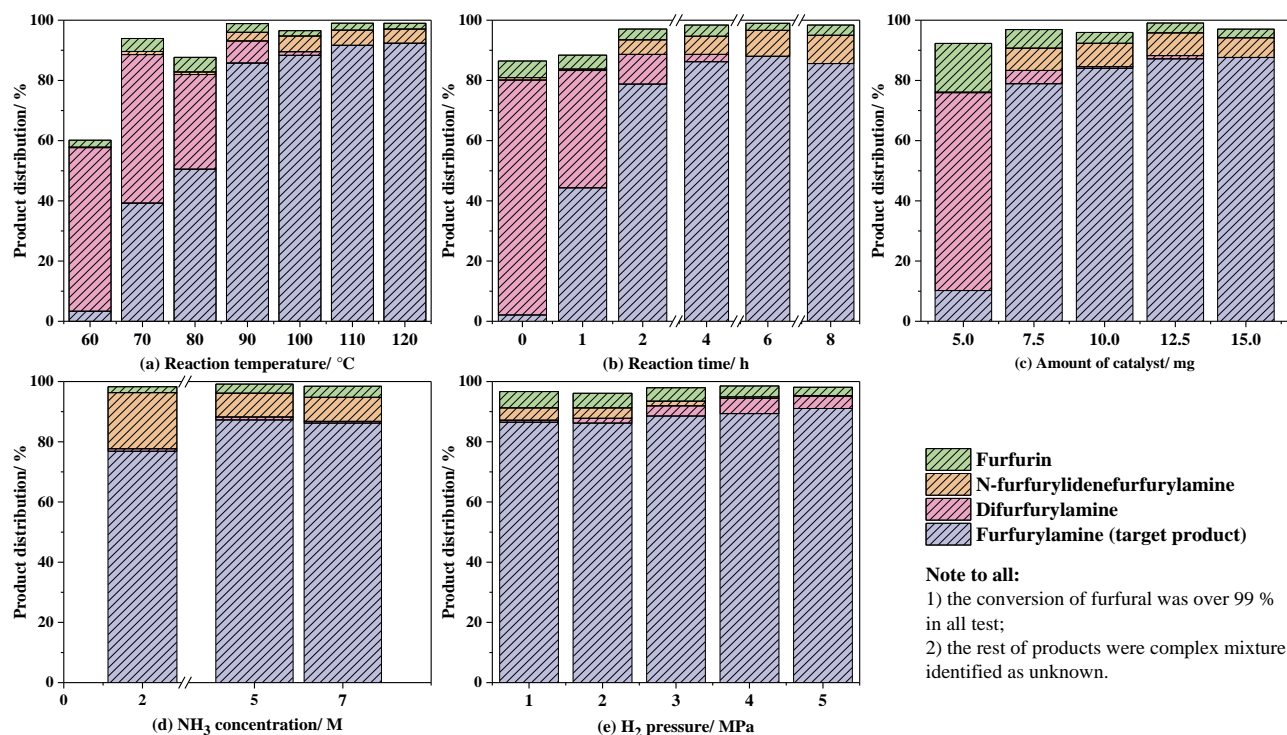 Product distribution/ %
100
80
60
40
20
0
60 70 80 90 100 110 120
(a) Reaction temperature/ °C
Product distribution/ %
100
80
60
40
20
0
0 1 2 4 6 8
(b) Reaction time/ h
Product distribution/ %
100
80
60
40
20
0
5.0 7.5 10.0 12.5 15.0
(c) Amount of catalyst/ mg
Product distribution/ %
100
80
60
40
20
0
0 2 5 7
(d) NH3 concentration/ M
Product distribution/ %
100
80
60
40
20
0
1 2 3 4 5
(e) H2 pressure/ MPa
Furfurin
N-furfurylidenefurfurylamine
Difurfurylamine
Furfurylamine (target product)
Note to all:
1) the conversion of furfural was over 99 %
in all test;
2) the rest of products were complex mixture
identified as unknown.